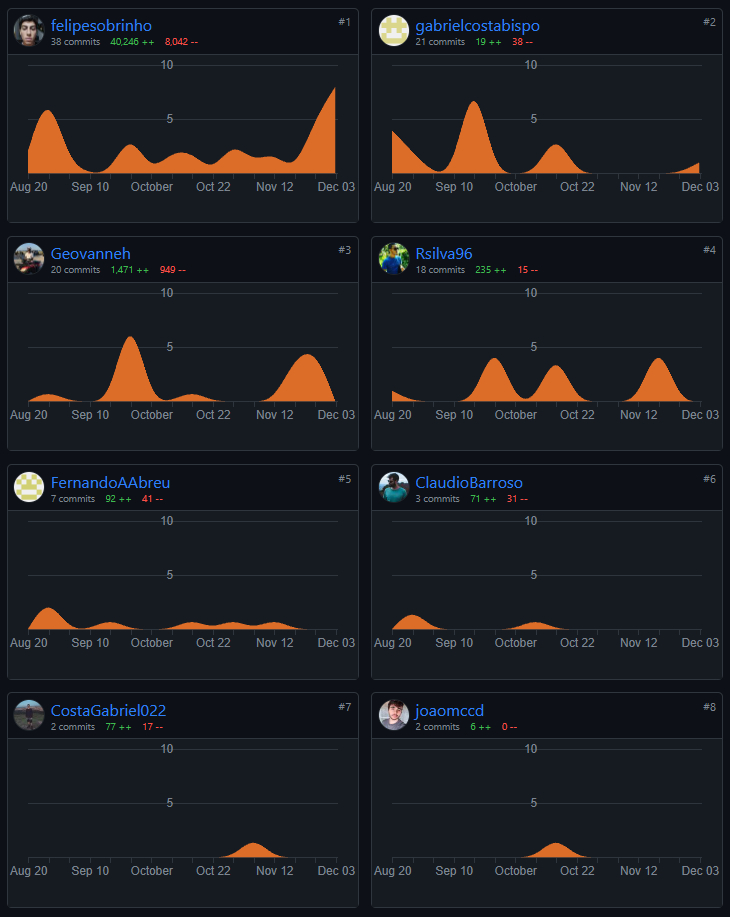 felipesobrinho #1
38 commits 40,246 ++ 8,042 --
10
5
Aug 20 Sep 10 October Oct 22 Nov 12 Dec 03
gabrielcostabispo #2
21 commits 19 ++ 38 --
10
5
Aug 20 Sep 10 October Oct 22 Nov 12 Dec 03
Geovanneh #3
20 commits 1,471 ++ 949 --
10
5
Aug 20 Sep 10 October Oct 22 Nov 12 Dec 03
Rsilva96 #4
18 commits 235 ++ 15 --
10
5
Aug 20 Sep 10 October Oct 22 Nov 12 Dec 03
FernandoAAbreu #5
7 commits 92 ++ 41 --
10
5
Aug 20 Sep 10 October Oct 22 Nov 12 Dec 03
ClaudioBarroso #6
3 commits 71 ++ 31 --
10
5
Aug 20 Sep 10 October Oct 22 Nov 12 Dec 03
CostaGabriel022 #7
2 commits 77 ++ 17 --
10
5
Aug 20 Sep 10 October Oct 22 Nov 12 Dec 03
joaomccd #8
2 commits 6 ++ 0 --
10
5
Aug 20 Sep 10 October Oct 22 Nov 12 Dec 03